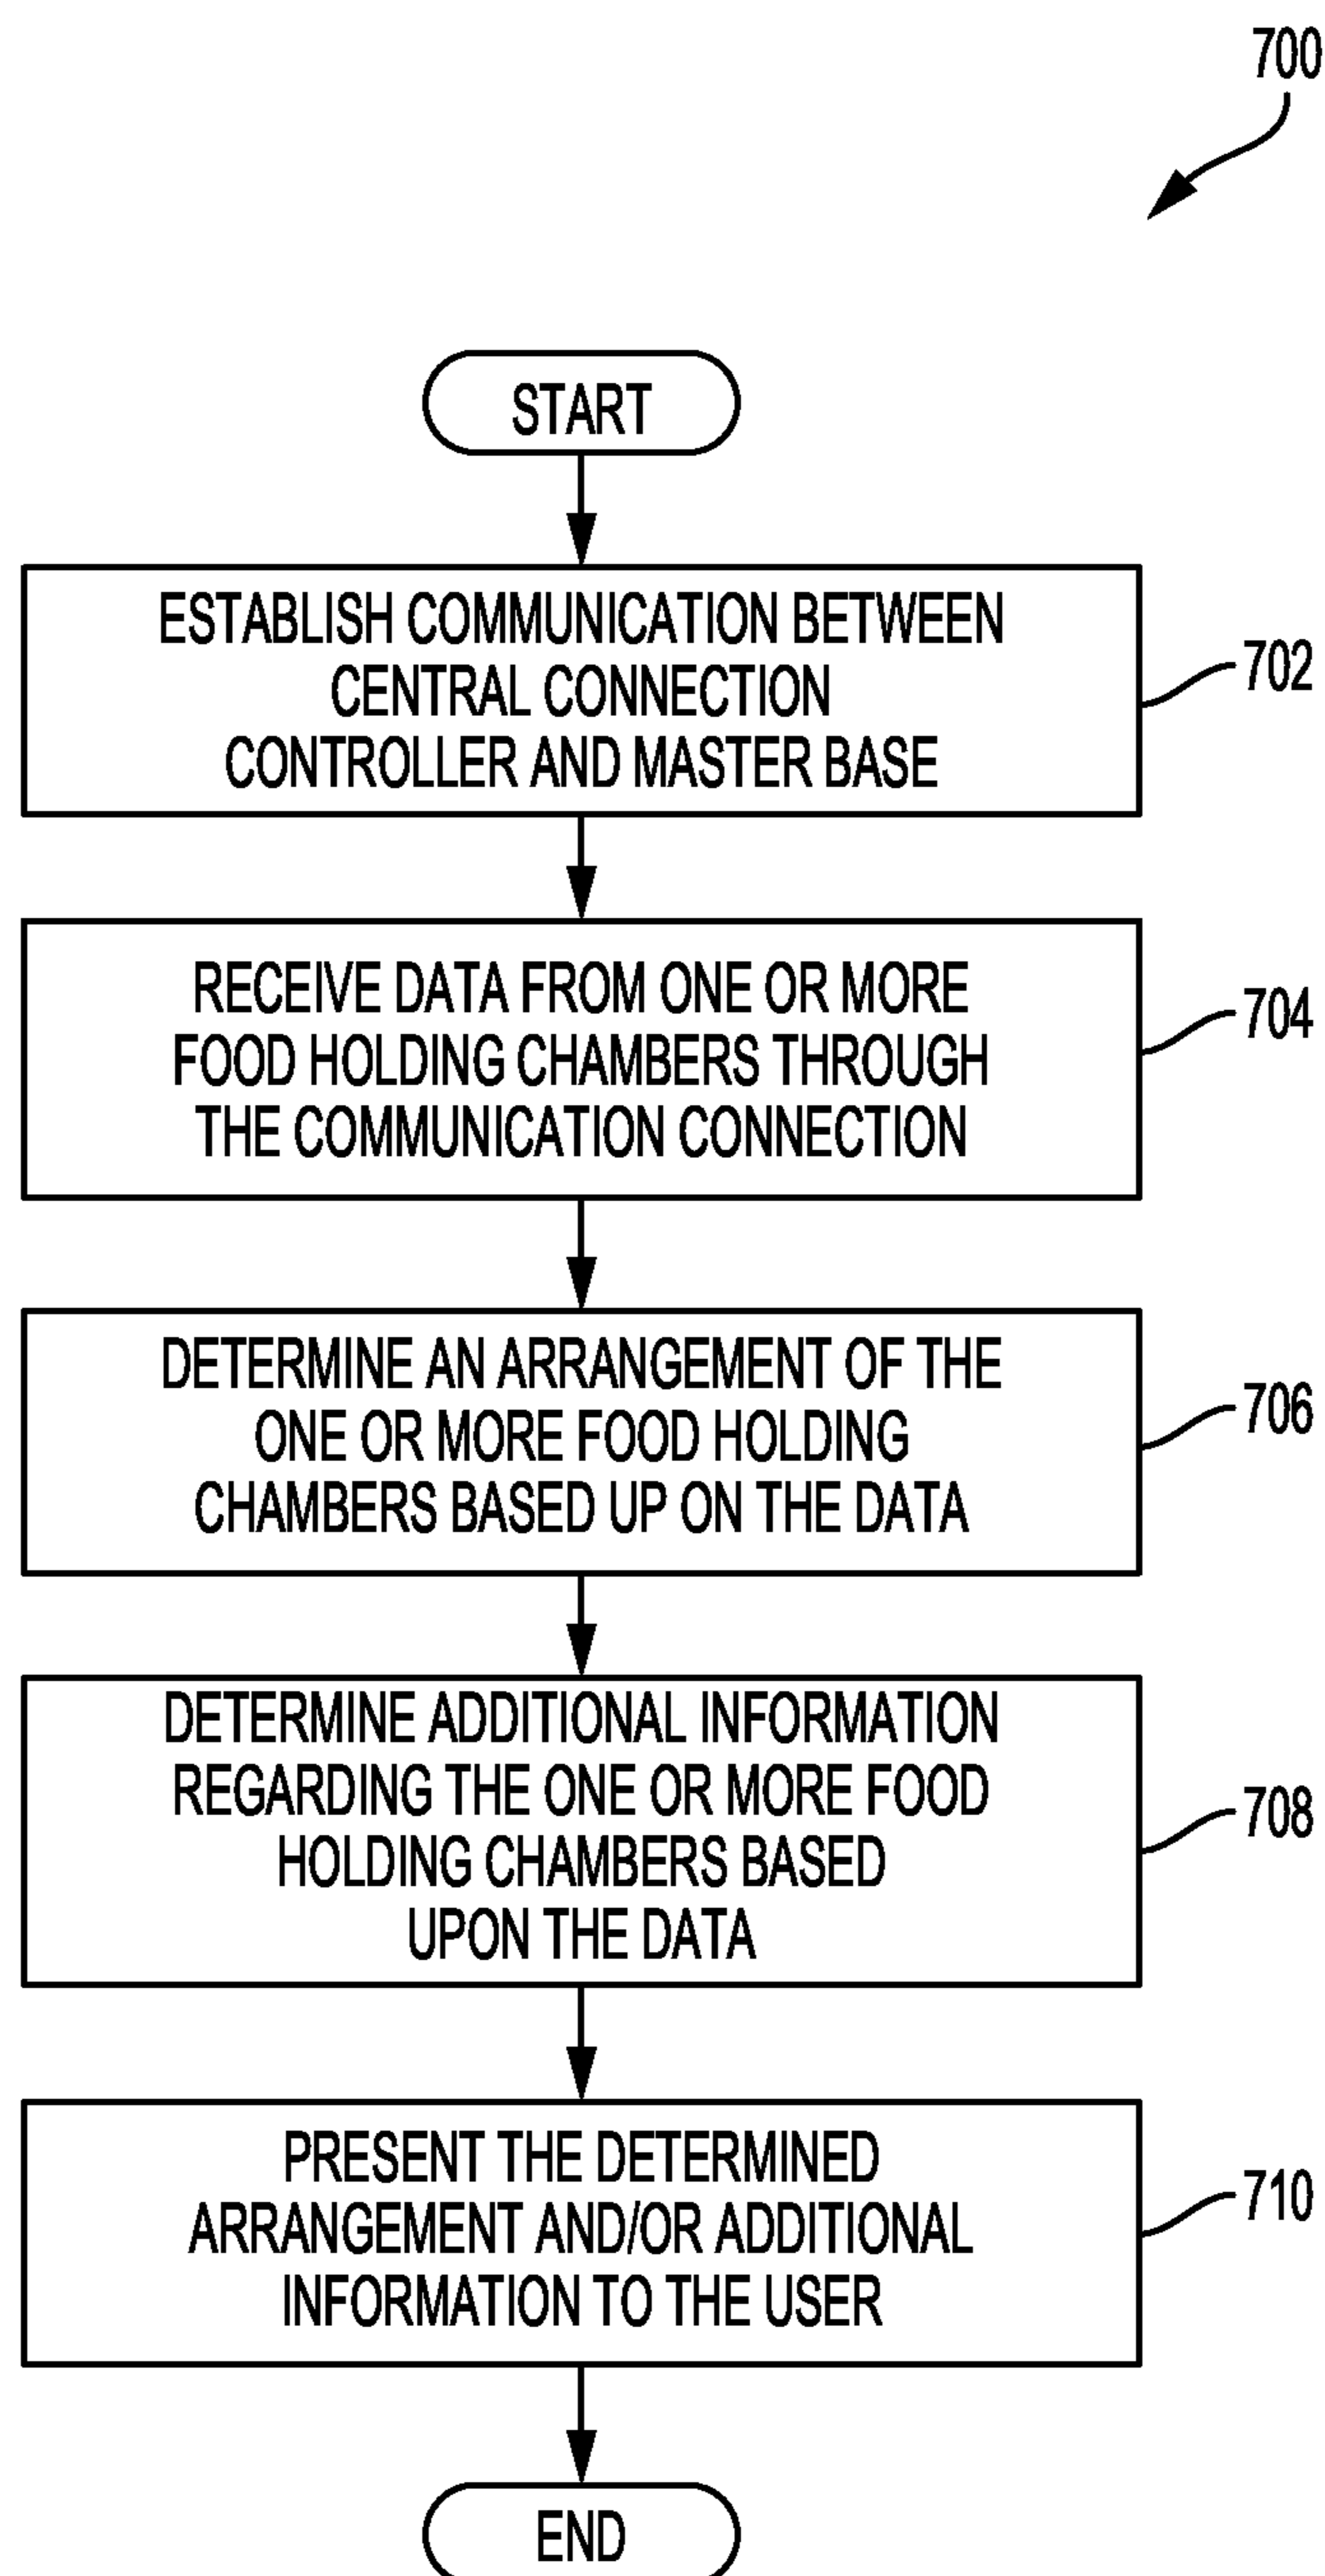 700
START
ESTABLISH COMMUNICATION BETWEEN
CENTRAL CONNECTION
CONTROLLER AND MASTER BASE
702
RECEIVE DATA FROM ONE OR MORE
FOOD HOLDING CHAMBERS THROUGH
THE COMMUNICATION CONNECTION
704
DETERMINE AN ARRANGEMENT OF THE
ONE OR MORE FOOD HOLDING
CHAMBERS BASED UP ON THE DATA
706
DETERMINE ADDITIONAL INFORMATION
REGARDING THE ONE OR MORE FOOD
HOLDING CHAMBERS BASED
UPON THE DATA
708
PRESENT THE DETERMINED
ARRANGEMENT AND/OR ADDITIONAL
INFORMATION TO THE USER
710
END